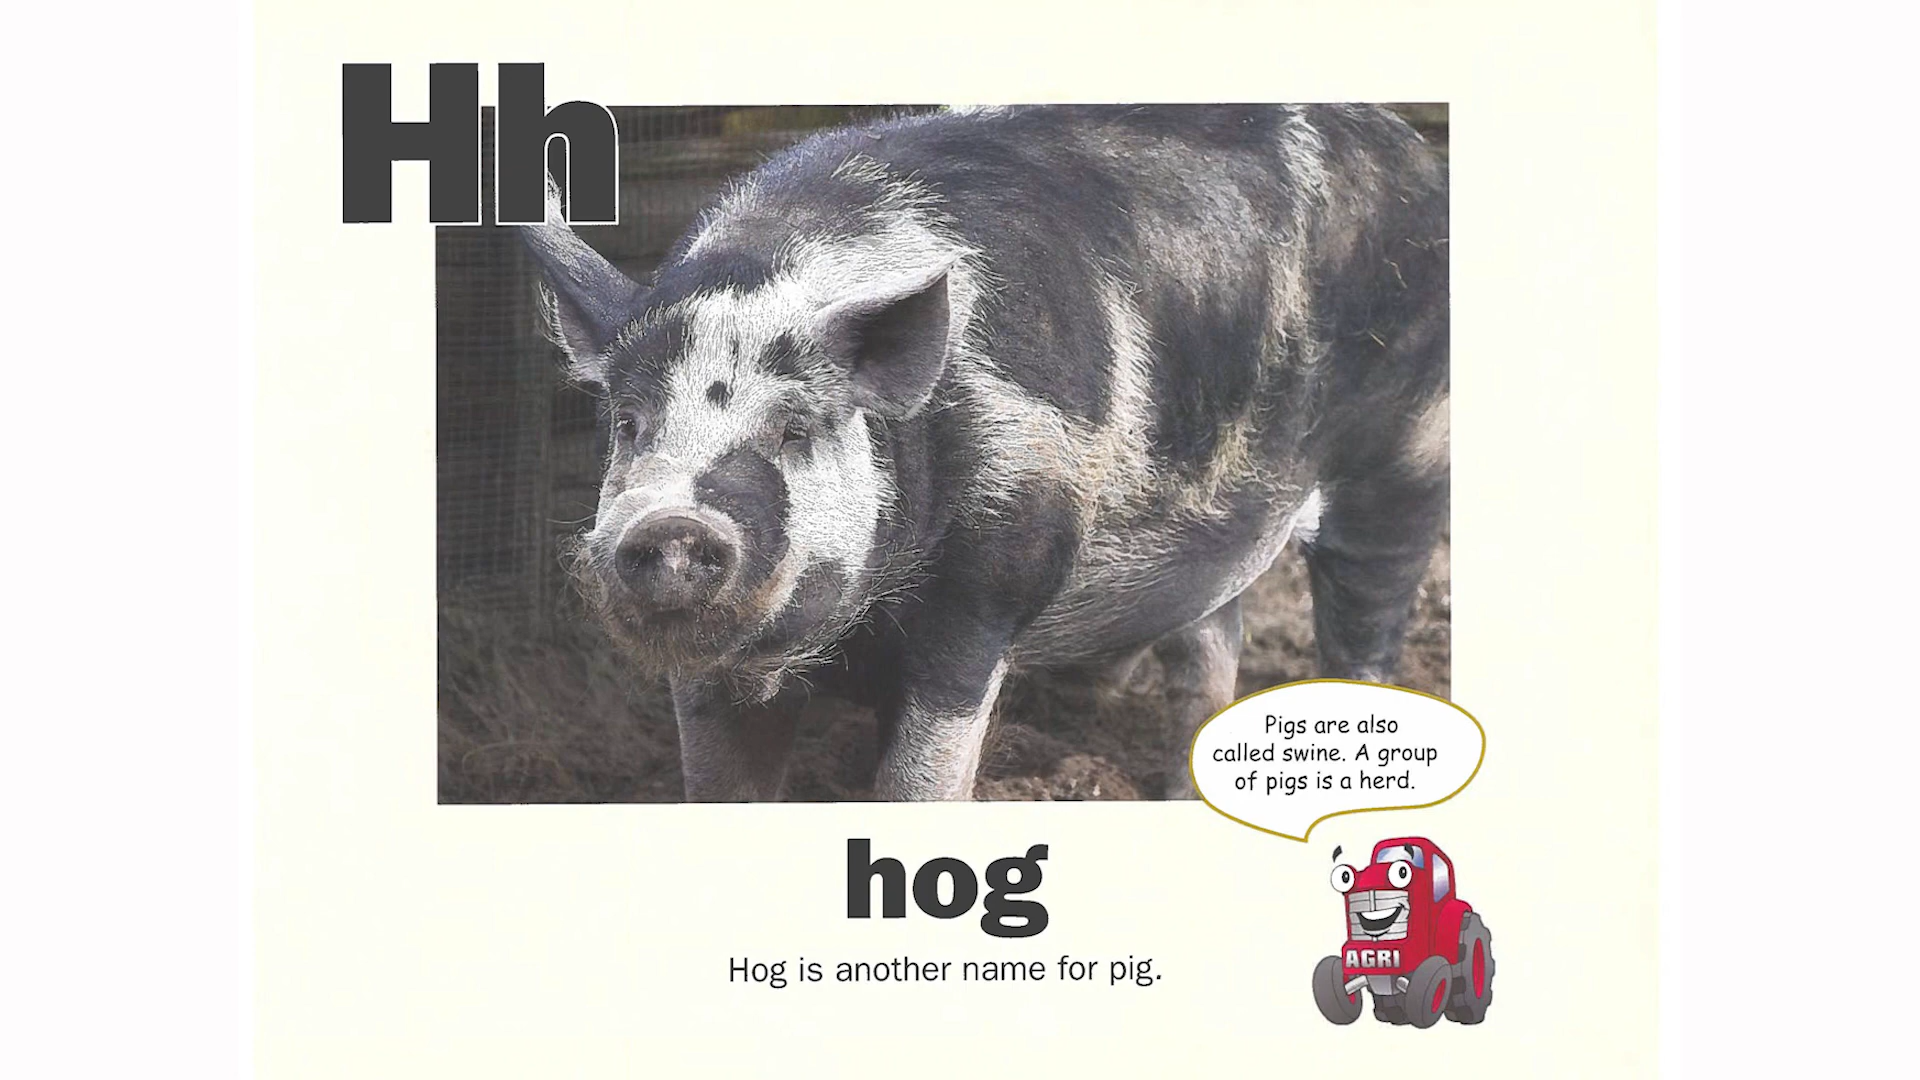 Hh
Pigs are also
called swine. A group
of pigs is a herd.
hog
Hog is another name for pig.
AGRI